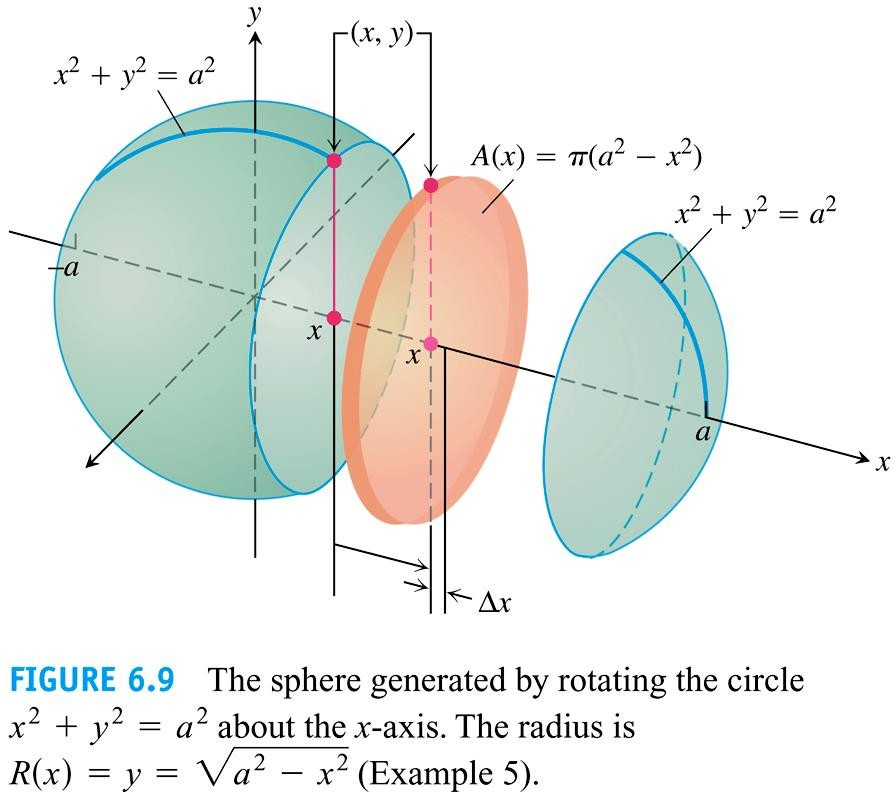 y
(x, y)
x² + y² = a²
A(x) = π(a² − x²)
x² + y² = a²
−a
x
x
a
x
Δx
FIGURE 6.9 The sphere generated by rotating the circle
x² + y² = a² about the x-axis. The radius is
R(x) = y = √(a² − x²) (Example 5).